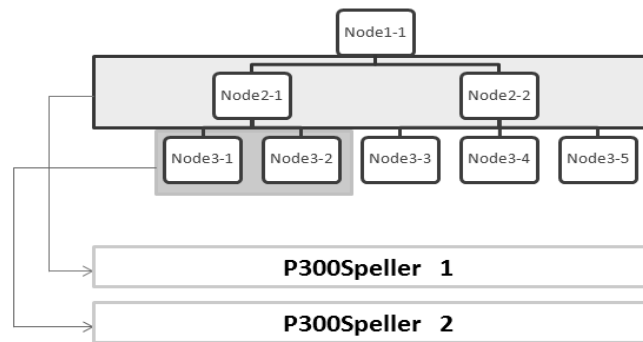 Node1-1
Node2-1 Node2-2
Node3-1 Node3-2 Node3-3 Node3-4 Node3-5
P300Speller 1
P300Speller 2